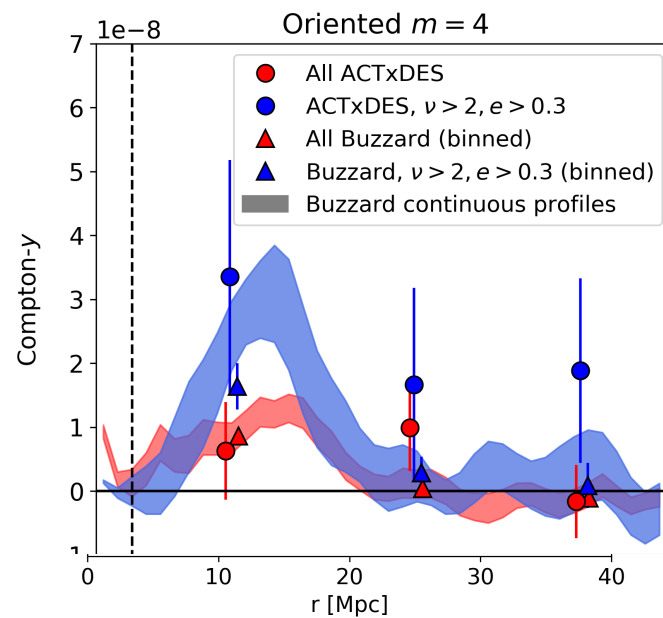 Oriented m = 4
1e−8
7
6
5
4
3
2
1
0
1
Compton-y
All ACTxDES
ACTxDES, ν > 2, e > 0.3
All Buzzard (binned)
Buzzard, ν > 2, e > 0.3 (binned)
Buzzard continuous profiles
0 10 20 30 40
r [Mpc]